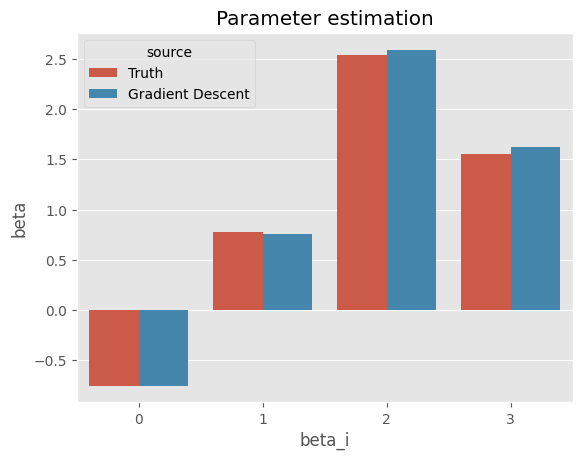 Parameter estimation
source
Truth
Gradient Descent
2.5
2.0
1.5
1.0
0.5
0.0
−0.5
beta
0 1 2 3
beta_i